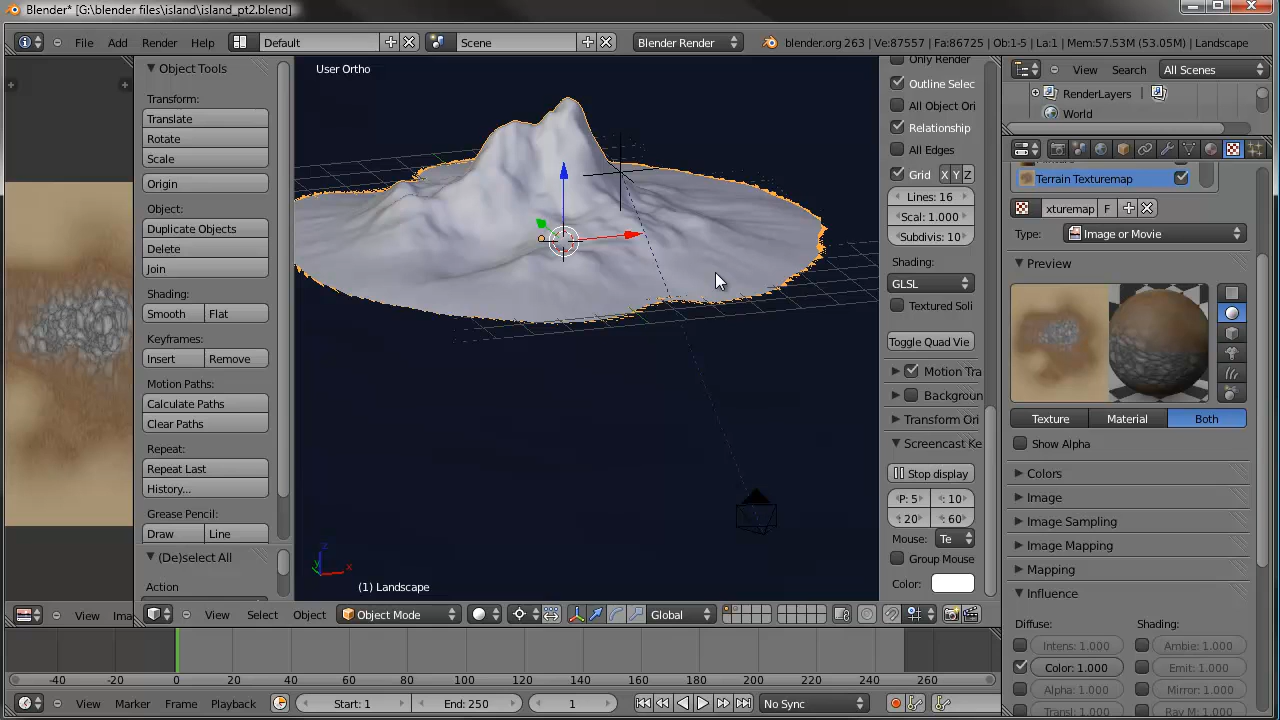 Blender* [G:\blender files\island\island_pt2.blend]
File Add Render Help Default Scene Blender Render blender.org 263 | Ve:87557 | Fa:86725 | Ob:1-5 | La:1 | Mem:57.53M (53.05M) | Landscape
Object Tools
Transform:
Translate
Rotate
Scale
Origin
Object:
Duplicate Objects
Delete
Join
Shading:
Smooth Flat
Keyframes:
Insert Remove
Motion Paths:
Calculate Paths
Clear Paths
Repeat:
Repeat Last
History...
Grease Pencil:
Draw Line
(De)select All
Action
User Ortho
z
y x
(1) Landscape
Only Render
Outline Selec
All Object Ori
Relationship
All Edges
Grid X Y Z
Lines: 16
Scal: 1.000
Subdivis: 10
Shading:
GLSL
Textured Soli
Toggle Quad Vie
Motion Tra
Backgroun
Transform Ori
Screencast Ke
Stop display
P: 5 : 10
20 : 60
Mouse: Te
Group Mouse
Color:
View Search All Scenes
RenderLayers |
World
Terrain Texturemap
xturemap F
Type: Image or Movie
Preview
Texture Material Both
Show Alpha
Colors
Image
Image Sampling
Image Mapping
Mapping
Influence
Diffuse: Shading:
Intens: 1.000 Ambie: 1.000
Color: 1.000 Emit: 1.000
Alpha: 1.000 Mirror: 1.000
Transl: 1.000 Ray M: 1.000
View Ima
View Select Object Object Mode Global
-40 -20 0 20 40 60 80 100 120 140 160 180 200 220 240 260
View Marker Frame Playback Start: 1 End: 250 1 No Sync